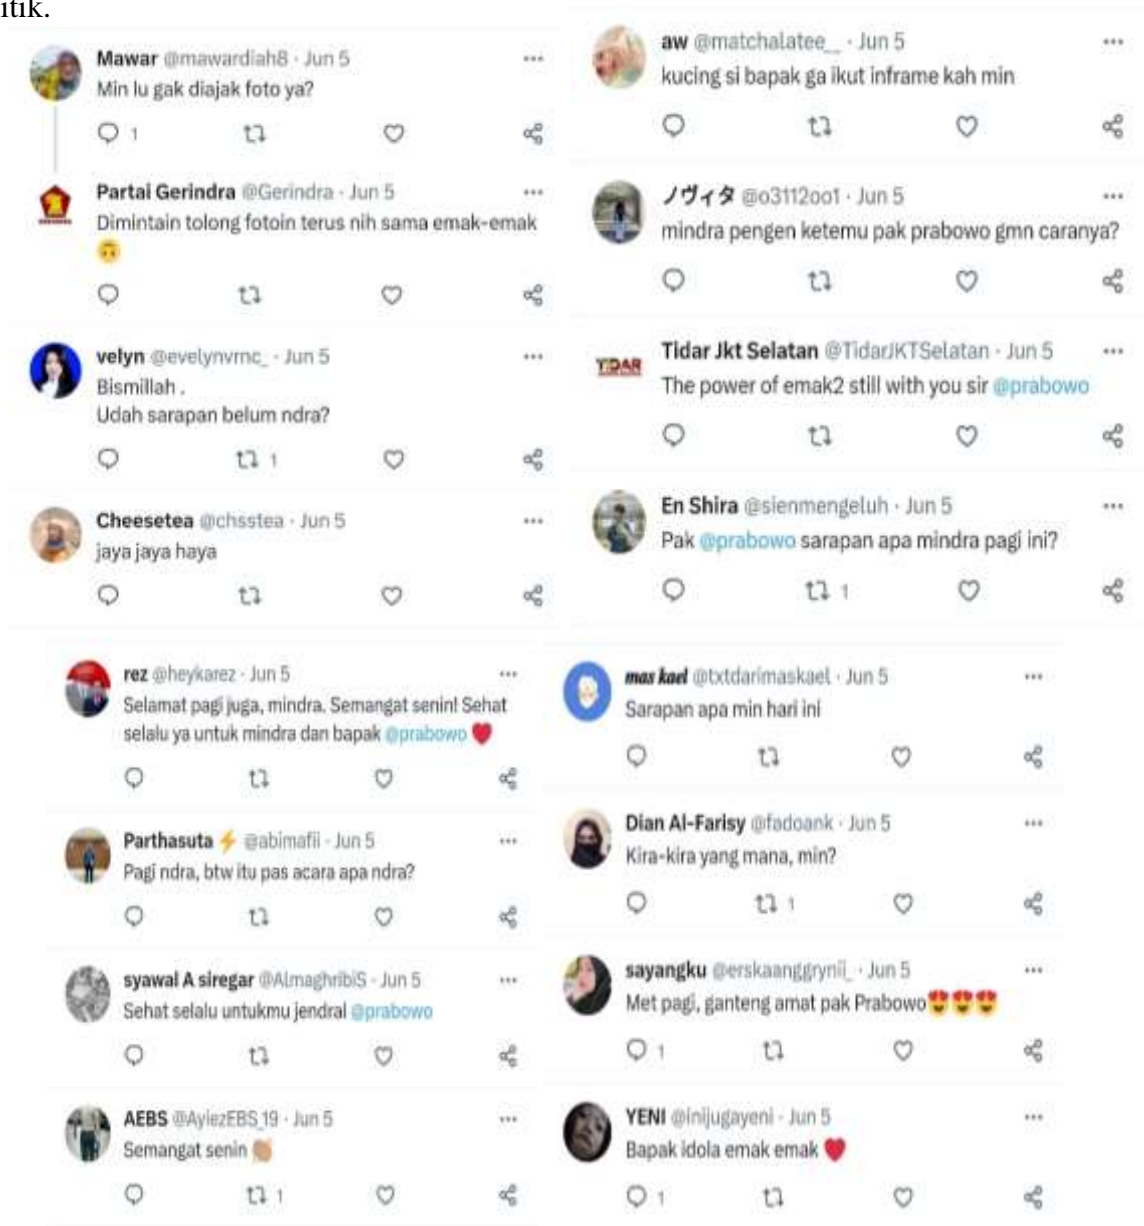 itik.
Mawar @mawardiah8 · Jun 5
Min lu gak diajak foto ya?
1
Partai Gerindra @Gerindra · Jun 5
Dimintain tolong fotoin terus nih sama emak-emak
🙃
velyn @evelynvrnc_ · Jun 5
Bismillah .
Udah sarapan belum ndra?
1
Cheesetea @chsstea · Jun 5
jaya jaya haya
aw @matchalatee__ · Jun 5
kucing si bapak ga ikut inframe kah min
ノヴィタ @o3112oo1 · Jun 5
mindra pengen ketemu pak prabowo gmn caranya?
TIDAR
Tidar Jkt Selatan @TidarJKTSelatan · Jun 5
The power of emak2 still with you sir @prabowo
En Shira @sienmengeluh · Jun 5
Pak @prabowo sarapan apa mindra pagi ini?
1
rez @heykarez · Jun 5
Selamat pagi juga, mindra. Semangat senin! Sehat
selalu ya untuk mindra dan bapak @prabowo ♥
Parthasuta ⚡ @abimafii · Jun 5
Pagi ndra, btw itu pas acara apa ndra?
syawal A siregar @AlmaghribiS · Jun 5
Sehat selalu untukmu jendral @prabowo
AEBS @AyiezEBS_19 · Jun 5
Semangat senin 👏🏼
1
mas kael @txtdarimaskael · Jun 5
Sarapan apa min hari ini
Dian Al-Farisy @fadoank · Jun 5
Kira-kira yang mana, min?
1
sayangku @erskaanggrynii_ · Jun 5
Met pagi, ganteng amat pak Prabowo😍😍😍
1
YENI @inijugayeni · Jun 5
Bapak idola emak emak ♥
1